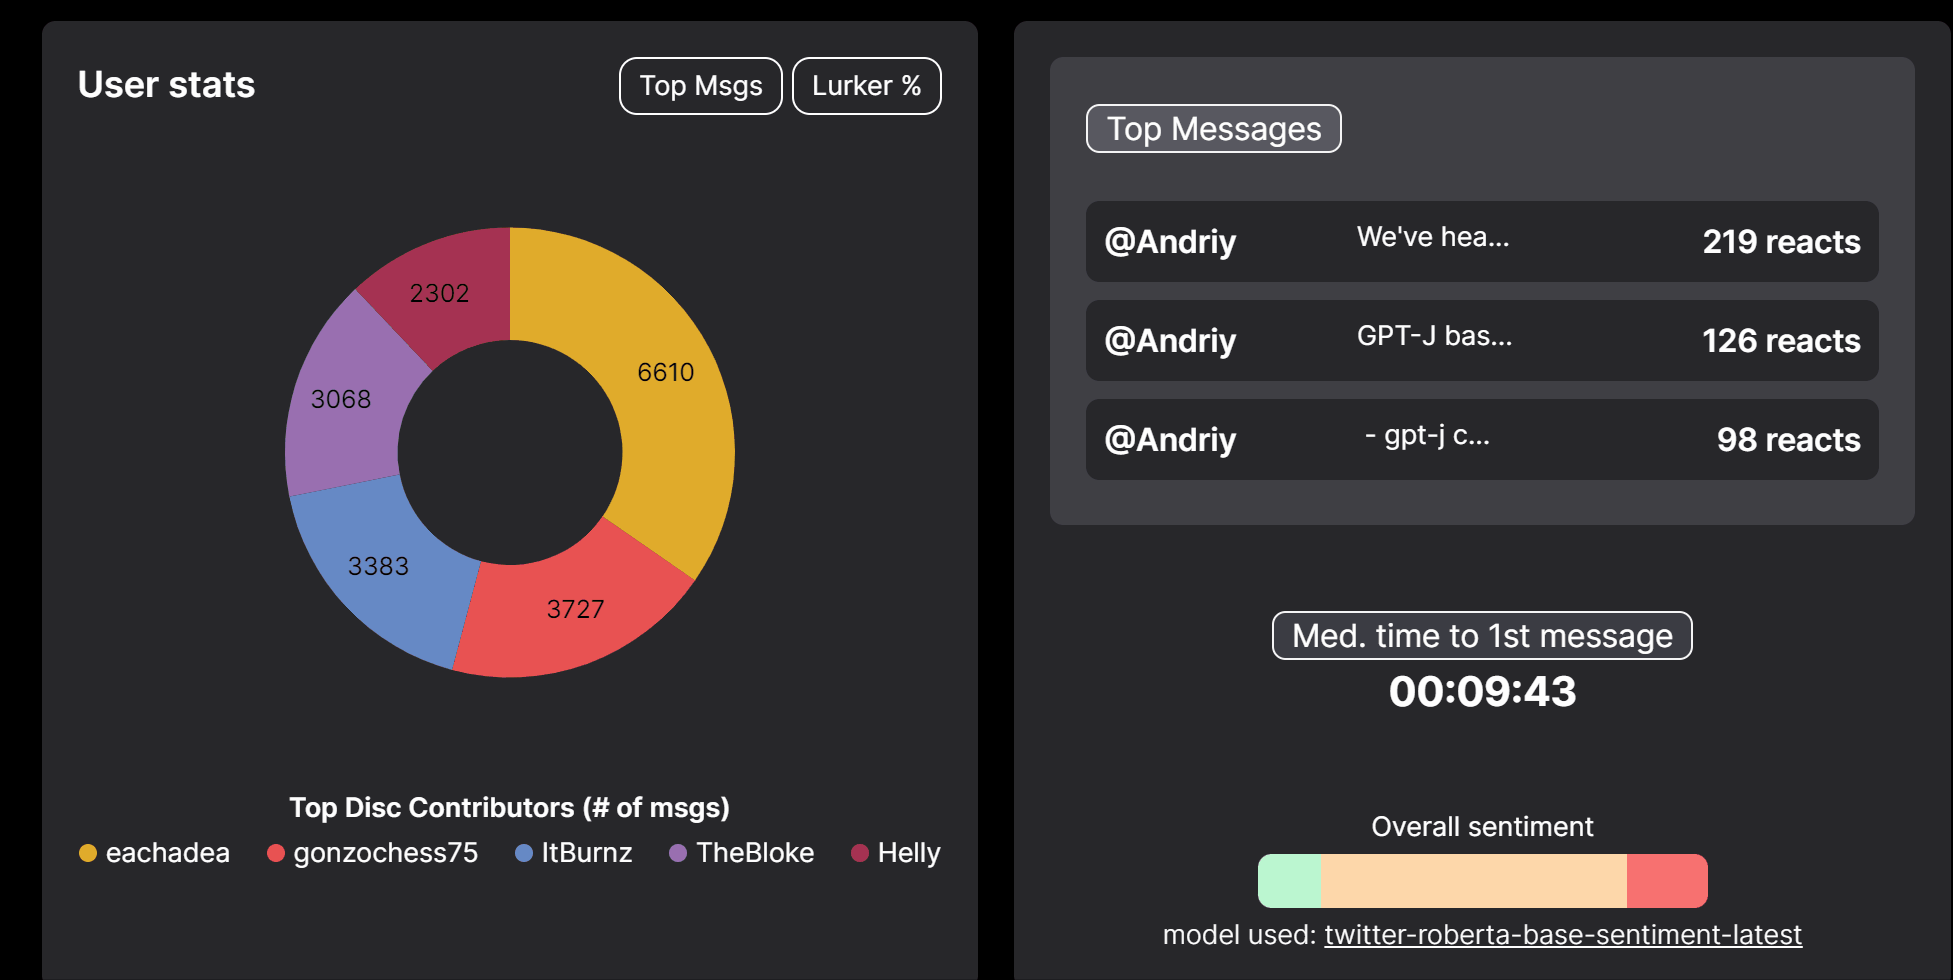 User stats
Top Msgs
Lurker %
6610
3727
3383
3068
2302
Top Disc Contributors (# of msgs)
eachadea gonzochess75 ItBurnz TheBloke Helly
Top Messages
@Andriy We've hea... 219 reacts
@Andriy GPT-J bas... 126 reacts
@Andriy - gpt-j c... 98 reacts
Med. time to 1st message
00:09:43
Overall sentiment
model used: twitter-roberta-base-sentiment-latest